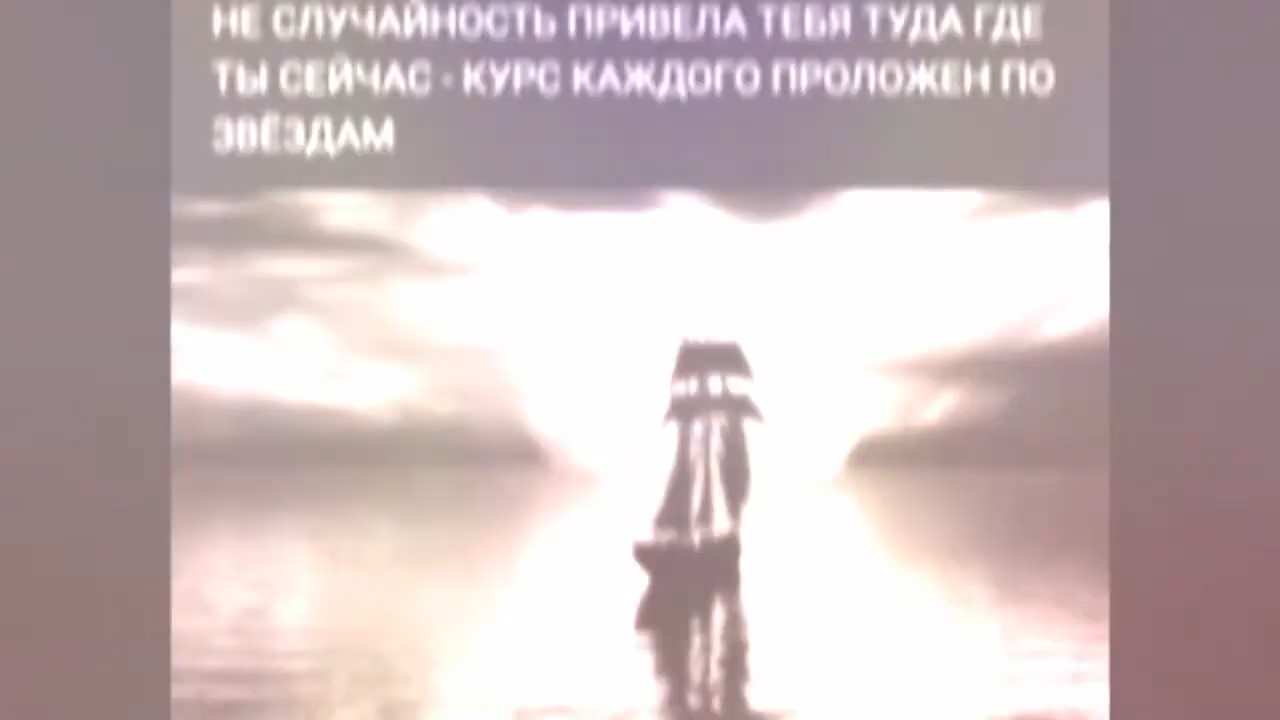 НЕ СЛУЧАЙНОСТЬ ПРИВЕЛА ТЕБЯ ТУДА ГДЕ
ТЫ СЕЙЧАС - КУРС КАЖДОГО ПРОЛОЖЕН ПО
ЗВЁЗДАМ